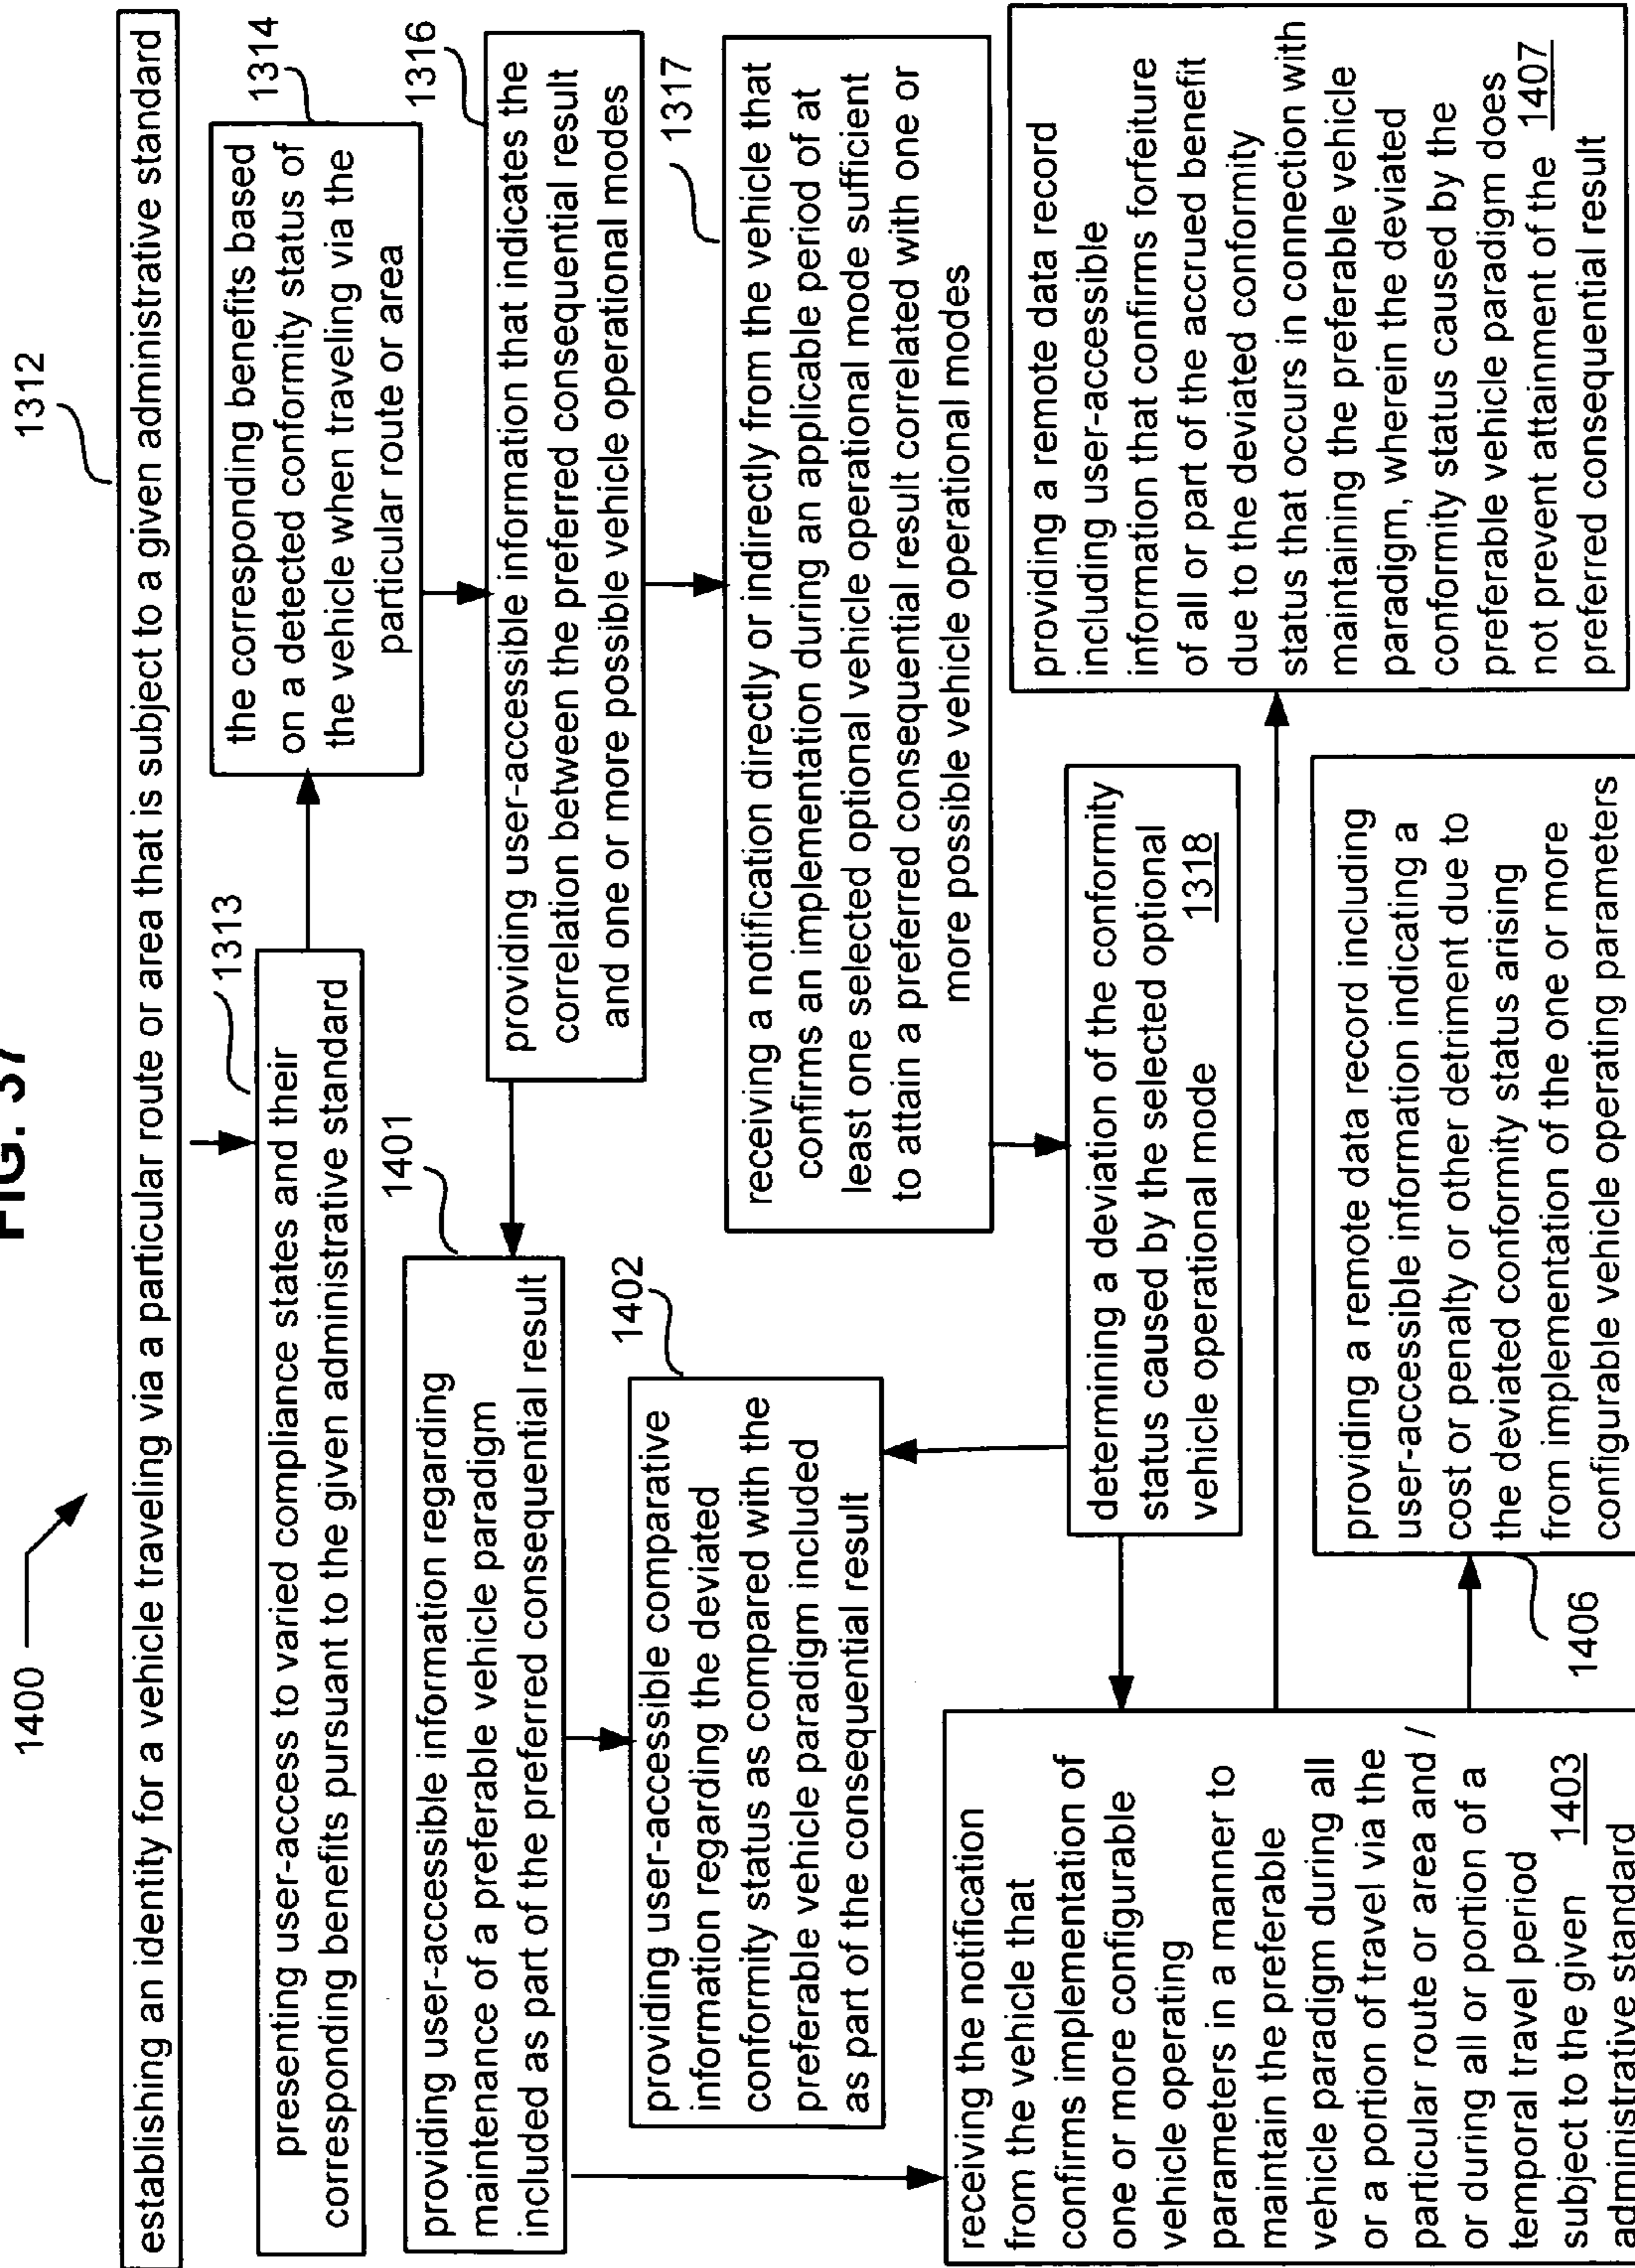 FIG. 37
1400
1312
establishing an identity for a vehicle traveling via a particular route or area that is subject to a given administrative standard
1313
presenting user-access to varied compliance states and their
corresponding benefits pursuant to the given administrative standard
1314
the corresponding benefits based
on a detected conformity status of
the vehicle when traveling via the
particular route or area
1401
providing user-accessible information regarding
maintenance of a preferable vehicle paradigm
included as part of the preferred consequential result
1316
providing user-accessible information that indicates the
correlation between the preferred consequential result
and one or more possible vehicle operational modes
1402
providing user-accessible comparative
information regarding the deviated
conformity status as compared with the
preferable vehicle paradigm included
as part of the consequential result
1317
receiving a notification directly or indirectly from the vehicle that
confirms an implementation during an applicable period of at
least one selected optional vehicle operational mode sufficient
to attain a preferred consequential result correlated with one or
more possible vehicle operational modes
receiving the notification
from the vehicle that
confirms implementation of
one or more configurable
vehicle operating
parameters in a manner to
maintain the preferable
vehicle paradigm during all
or a portion of travel via the
particular route or area and /
or during all or portion of a
temporal travel period
subject to the given 1403
administrative standard
determining a deviation of the conformity
status caused by the selected optional
vehicle operational mode 1318
1406
providing a remote data record including
user-accessible information indicating a
cost or penalty or other detriment due to
the deviated conformity status arising
from implementation of the one or more
configurable vehicle operating parameters
providing a remote data record
including user-accessible
information that confirms forfeiture
of all or part of the accrued benefit
due to the deviated conformity
status that occurs in connection with
maintaining the preferable vehicle
paradigm, wherein the deviated
conformity status caused by the
preferable vehicle paradigm does
not prevent attainment of the 1407
preferred consequential result